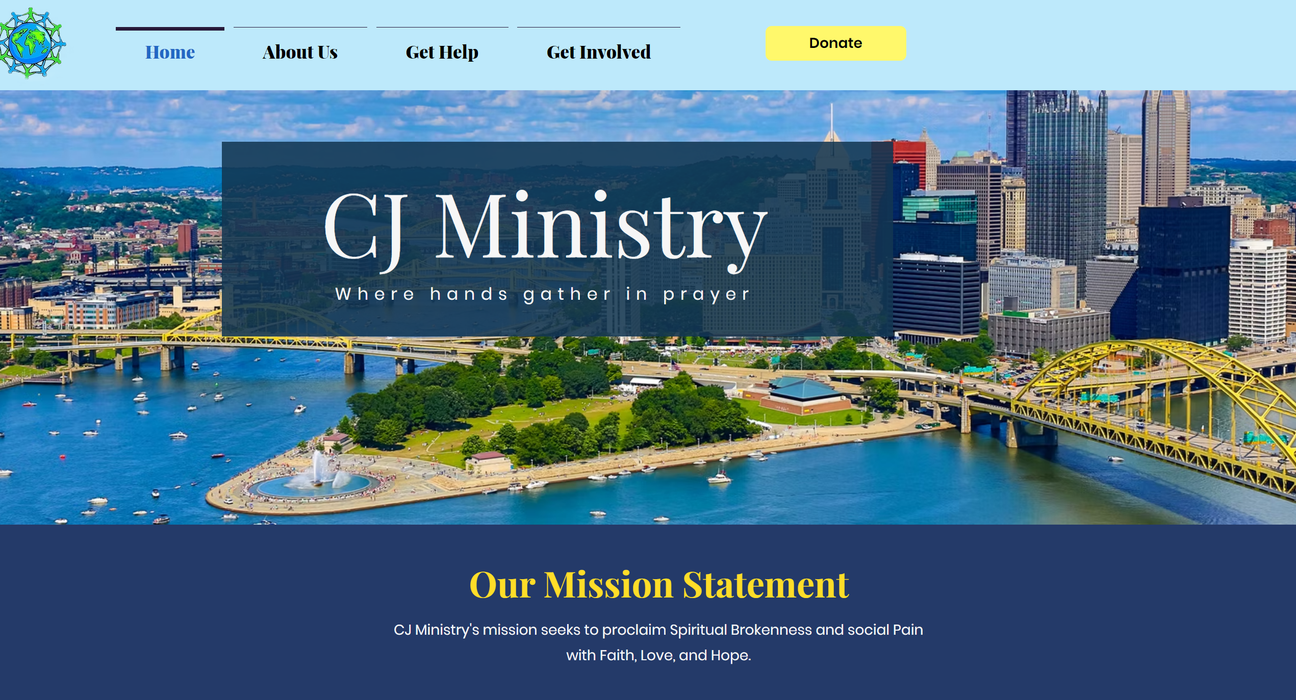 Home
About Us
Get Help
Get Involved
Donate
CJ Ministry
Where hands gather in prayer
Our Mission Statement
CJ Ministry's mission seeks to proclaim Spiritual Brokenness and social Pain
with Faith, Love, and Hope.